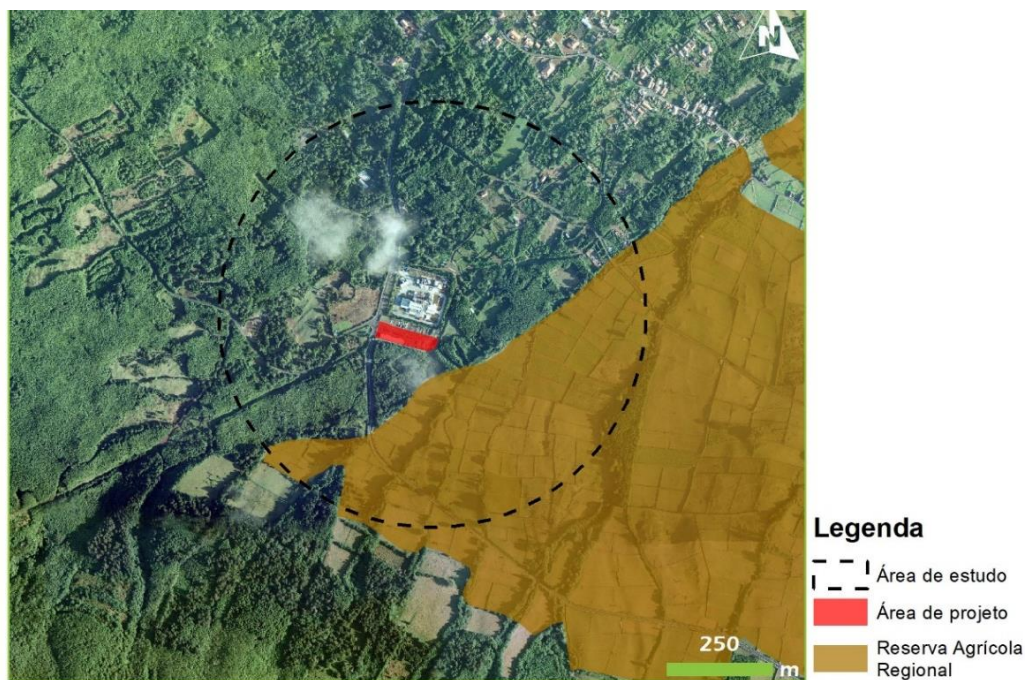 N
Legenda
Área de estudo
Área de projeto
Reserva Agrícola
Regional
250
m